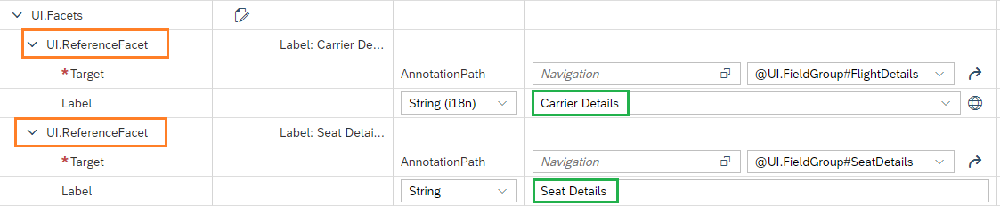 UI.Facets
UI.ReferenceFacet Label: Carrier De...
*Target AnnotationPath Navigation @UI.FieldGroup#FlightDetails
Label String (i18n) Carrier Details
UI.ReferenceFacet Label: Seat Detai...
*Target AnnotationPath Navigation @UI.FieldGroup#SeatDetails
Label String Seat Details